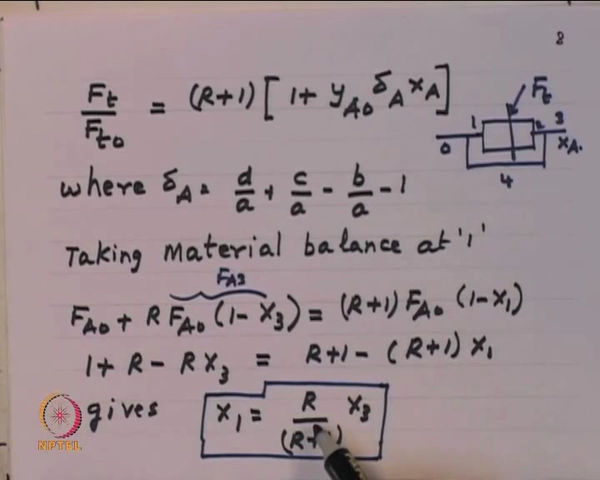 8
Ft/Ft0 = (R+1) [1 + yA0 δA xA]
Ft
0 1 2 3 xA.
4
where δA = d/a + c/a - b/a - 1
Taking Material balance at '1'
FA3
FA0 + R FA0 (1-X3) = (R+1) FA0 (1-X1)
1 + R - R X3 = R+1 - (R+1) X1
gives X1 = R/(R+1) X3
NPTEL